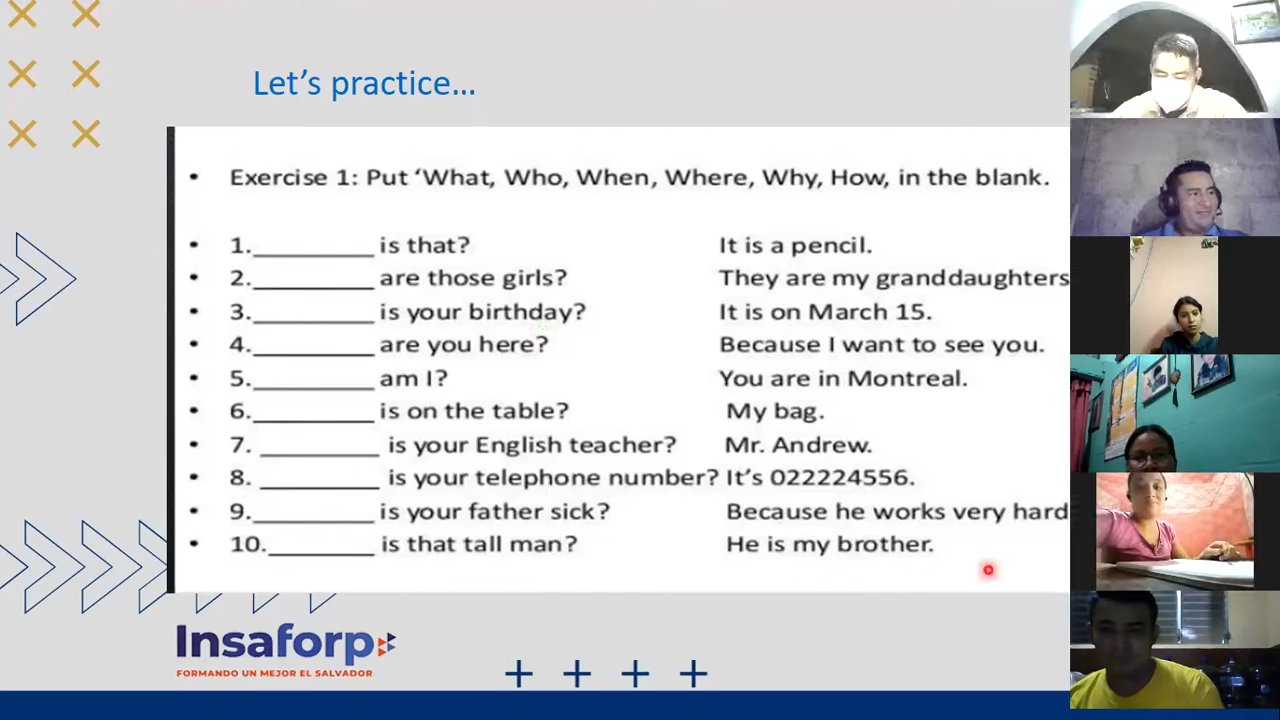 Let's practice...
• Exercise 1: Put ‘What, Who, When, Where, Why, How, in the blank.
• 1.__________ is that? It is a pencil.
• 2.__________ are those girls? They are my granddaughters
• 3.__________ is your birthday? It is on March 15.
• 4.__________ are you here? Because I want to see you.
• 5.__________ am I? You are in Montreal.
• 6.__________ is on the table? My bag.
• 7. __________ is your English teacher? Mr. Andrew.
• 8. __________ is your telephone number? It's 022224556.
• 9.__________ is your father sick? Because he works very hard
• 10._________ is that tall man? He is my brother.
Insaforp
FORMANDO UN MEJOR EL SALVADOR